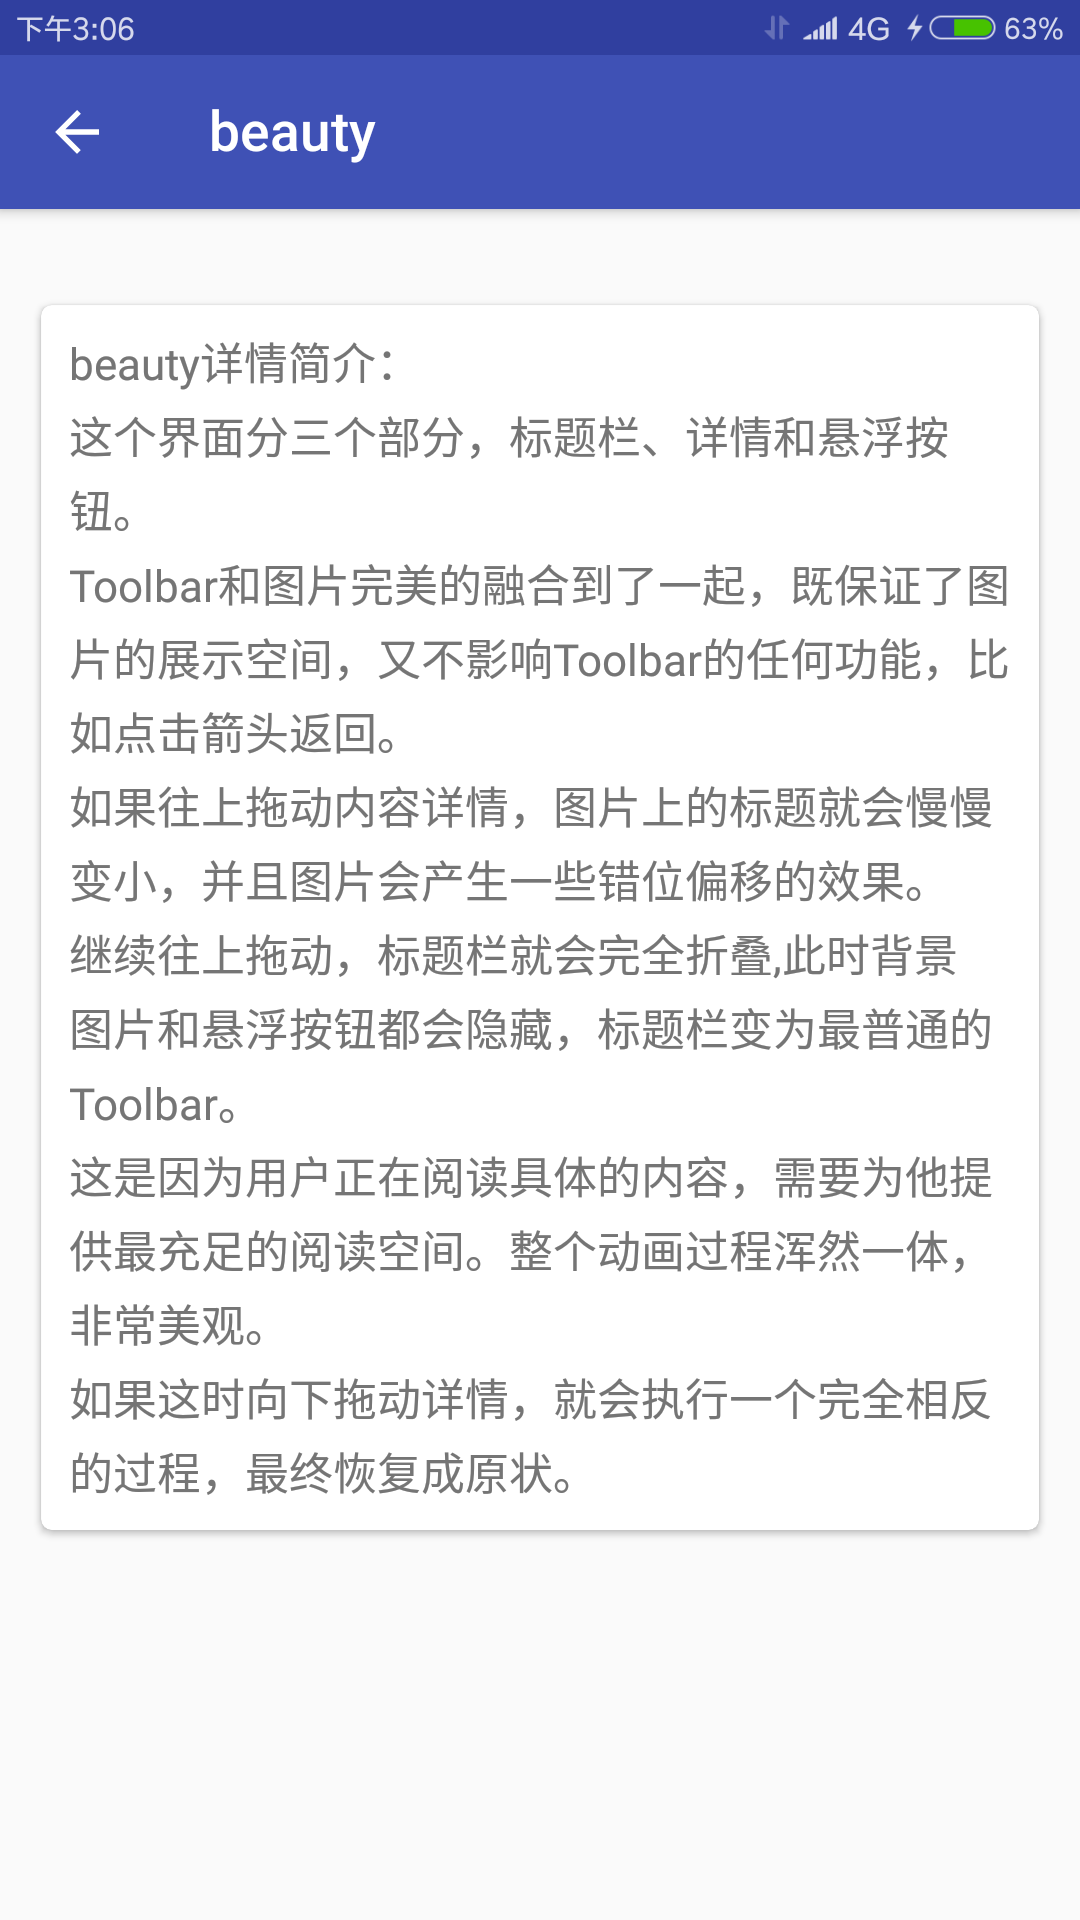 下午3:06
4G
63%
beauty
beauty详情简介：
这个界面分三个部分，标题栏、详情和悬浮按
钮。
Toolbar和图片完美的融合到了一起，既保证了图
片的展示空间，又不影响Toolbar的任何功能，比
如点击箭头返回。
如果往上拖动内容详情，图片上的标题就会慢慢
变小，并且图片会产生一些错位偏移的效果。
继续往上拖动，标题栏就会完全折叠,此时背景
图片和悬浮按钮都会隐藏，标题栏变为最普通的
Toolbar。
这是因为用户正在阅读具体的内容，需要为他提
供最充足的阅读空间。整个动画过程浑然一体，
非常美观。
如果这时向下拖动详情，就会执行一个完全相反
的过程，最终恢复成原状。